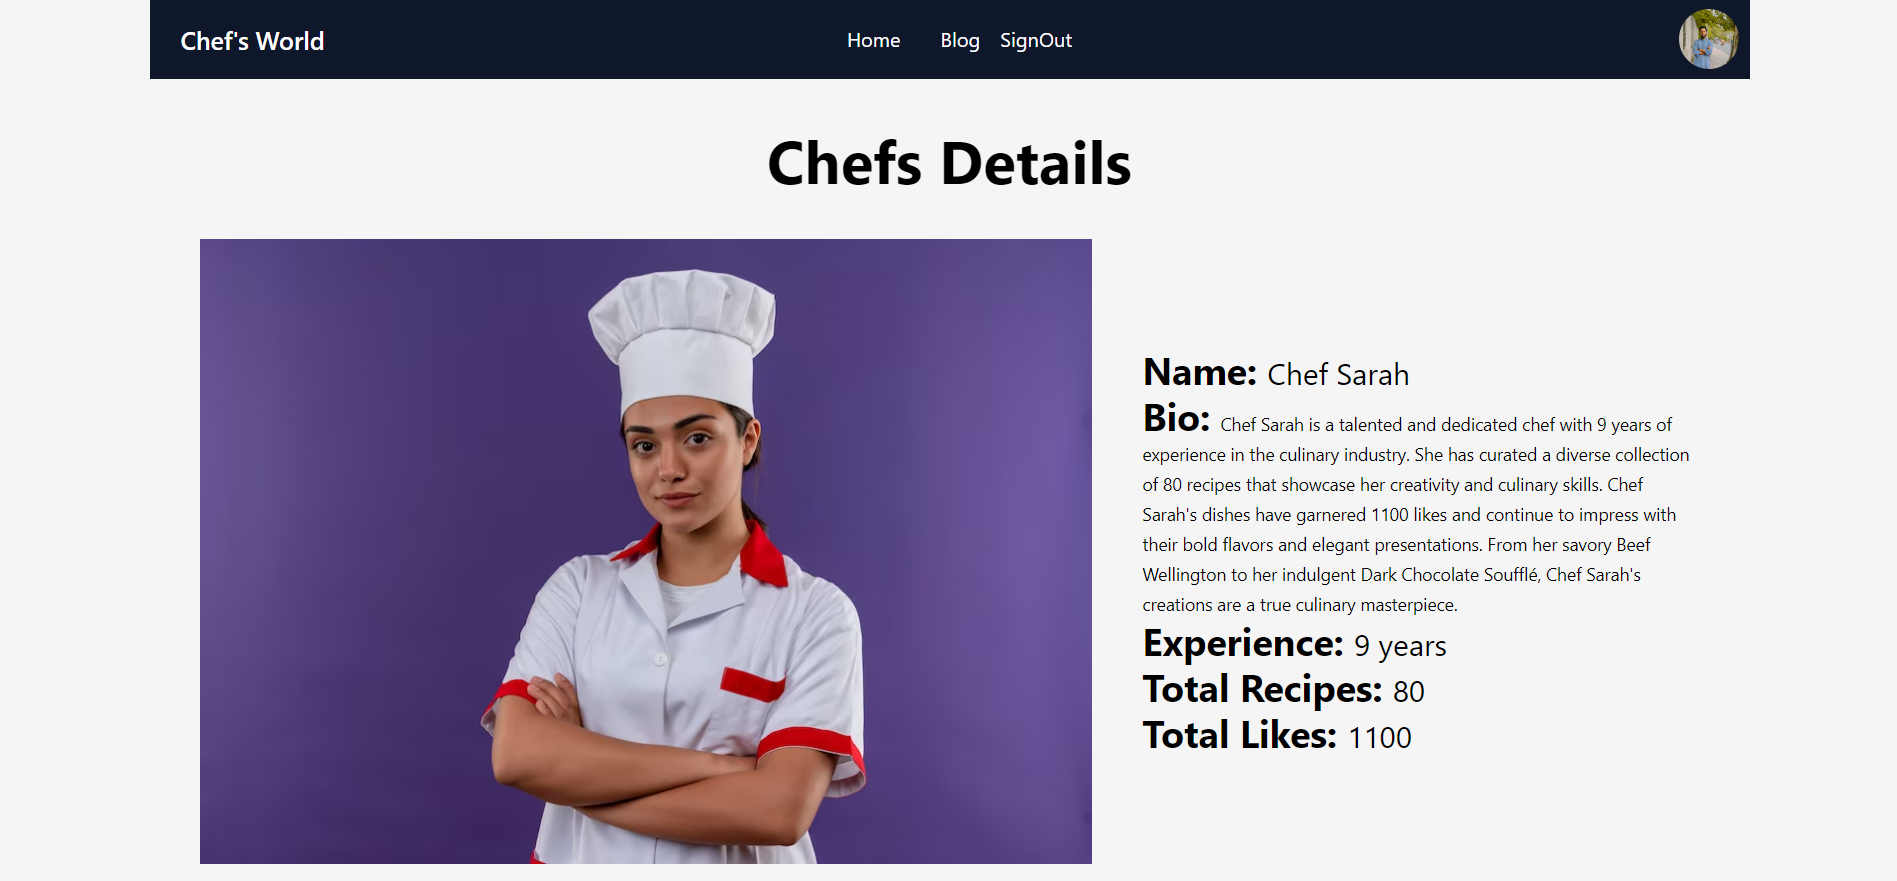 Chef's World
Home Blog SignOut
Chefs Details
Name: Chef Sarah
Bio: Chef Sarah is a talented and dedicated chef with 9 years of
experience in the culinary industry. She has curated a diverse collection
of 80 recipes that showcase her creativity and culinary skills. Chef
Sarah's dishes have garnered 1100 likes and continue to impress with
their bold flavors and elegant presentations. From her savory Beef
Wellington to her indulgent Dark Chocolate Soufflé, Chef Sarah's
creations are a true culinary masterpiece.
Experience: 9 years
Total Recipes: 80
Total Likes: 1100